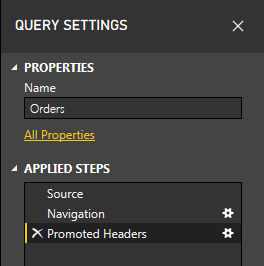 QUERY SETTINGS
PROPERTIES
Name
Orders
All Properties
APPLIED STEPS
Source
Navigation
Promoted Headers